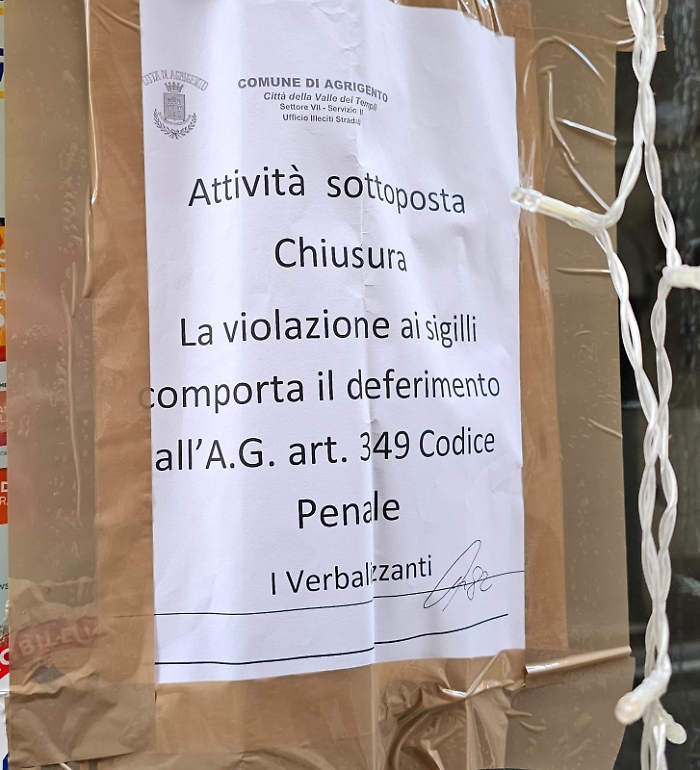 CITTÀ DI AGRIGENTO
COMUNE DI AGRIGENTO
Città della Valle dei Templi
Settore VII - Servizio II
Ufficio Illeciti Stradali
Attività sottoposta
Chiusura
La violazione ai sigilli
comporta il deferimento
all'A.G. art. 349 Codice
Penale
I Verbalizzanti